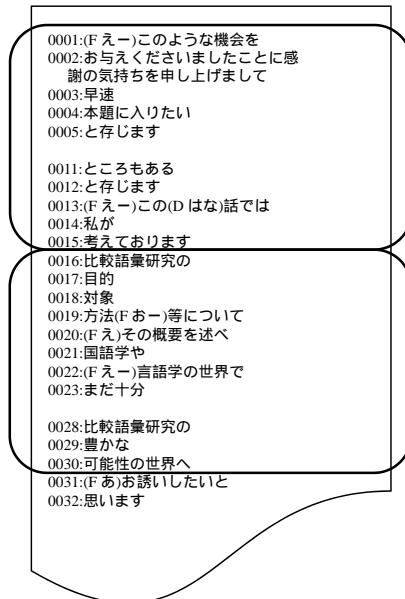 0001:(F えー)このような機会を
0002:お与えくださいましたことに感
謝の気持ちを申し上げまして
0003:早速
0004:本題に入りたい
0005:と存じます
0011:ところもある
0012:と存じます
0013:(F えー)この(D はな)話では
0014:私が
0015:考えております
0016:比較語彙研究の
0017:目的
0018:対象
0019:方法(F おー)等について
0020:(F え)その概要を述べ
0021:国語学や
0022:(F えー)言語学の世界で
0023:まだ十分
0028:比較語彙研究の
0029:豊かな
0030:可能性の世界へ
0031:(F あ)お誘いしたいと
0032:思います